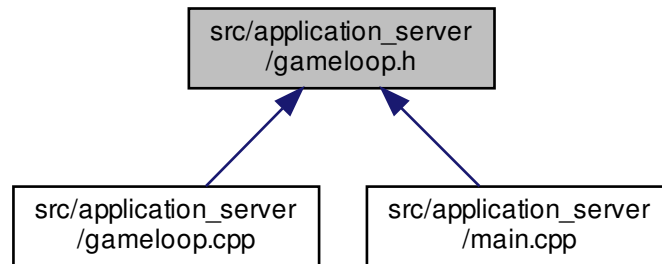 src/application_server
/gameloop.h
src/application_server
/gameloop.cpp
src/application_server
/main.cpp